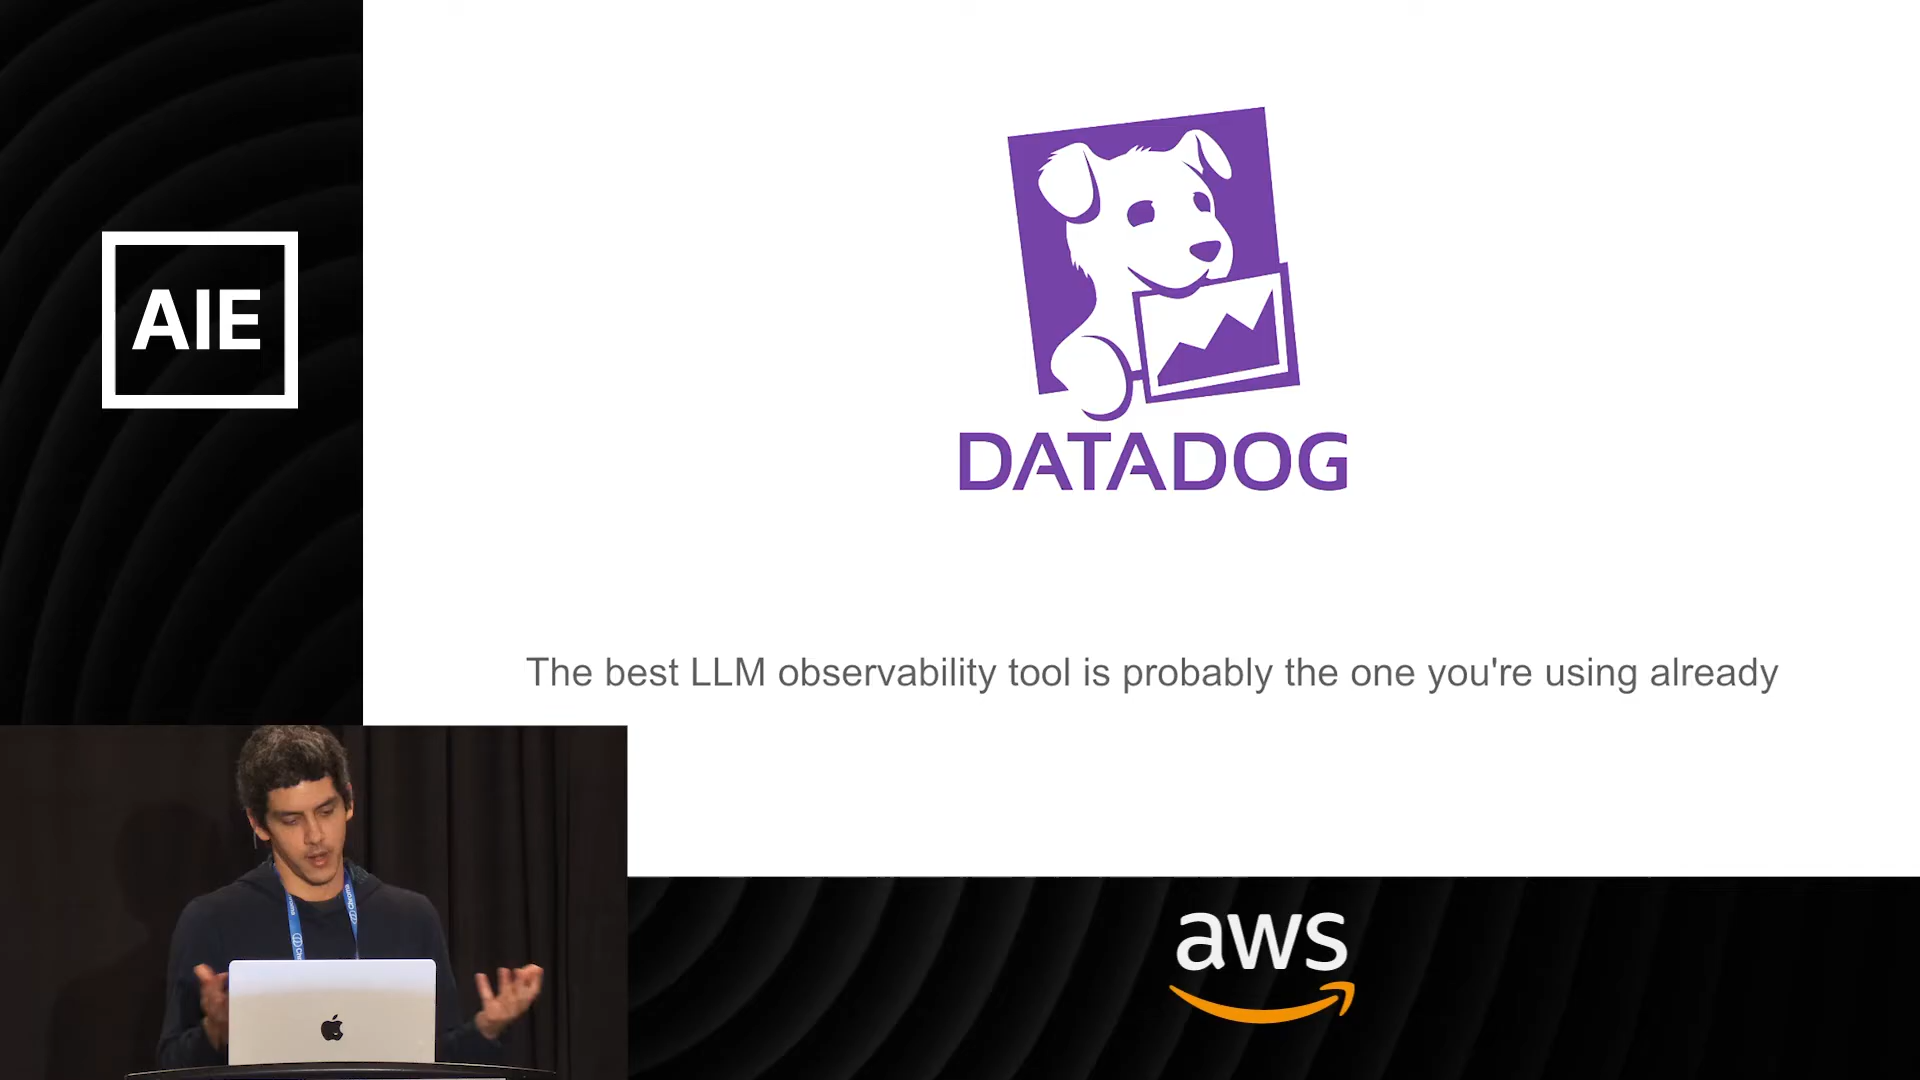 AIE
DATADOG
The best LLM observability tool is probably the one you're using already
aws